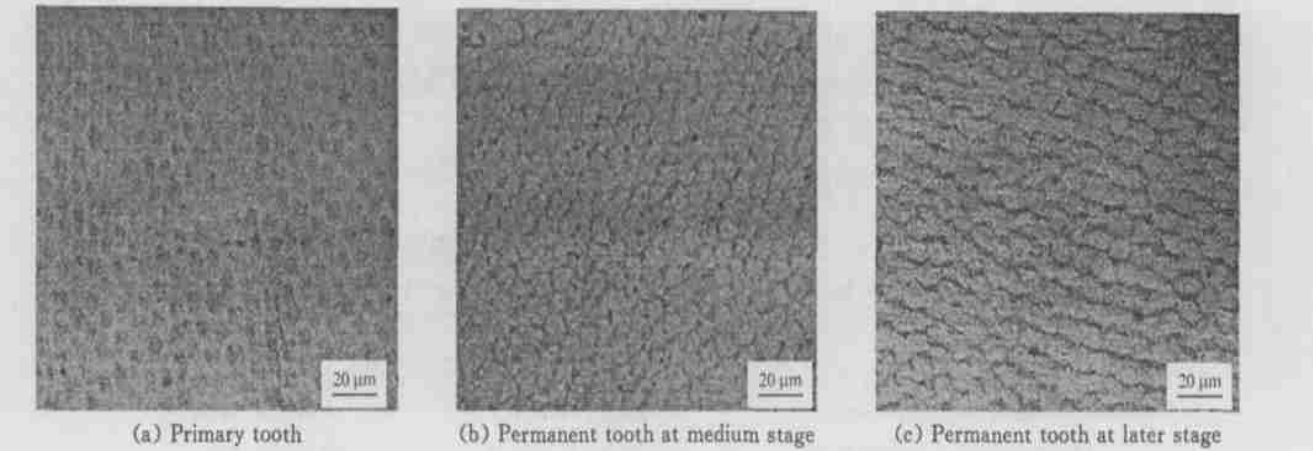 20 μm
20 μm
20 μm
(a) Primary tooth
(b) Permanent tooth at medium stage
(c) Permanent tooth at later stage